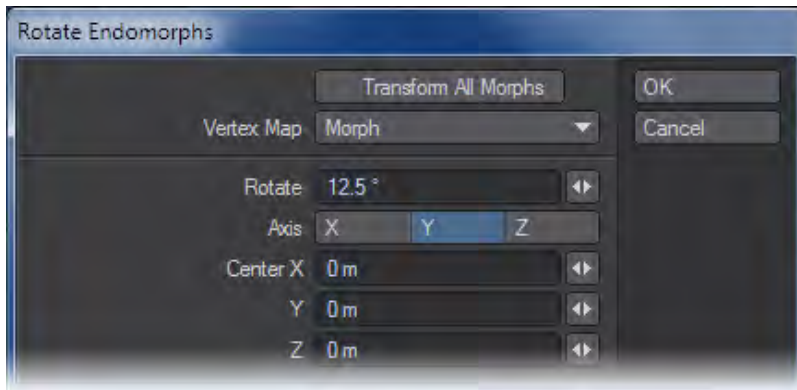 Rotate Endomorphs
Transform All Morphs
OK
Vertex Map Morph
Cancel
Rotate 12.5 °
Axis X Y Z
Center X 0 m
Y 0 m
Z 0 m